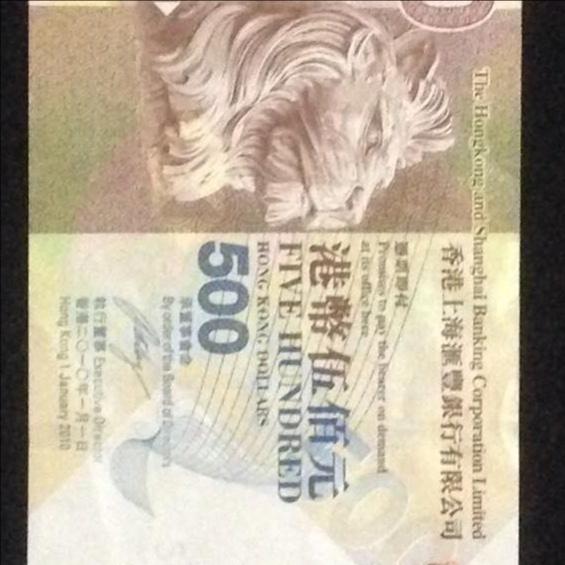 The Hongkong and Shanghai Banking Corporation Limited
香港上海滙豐銀行有限公司
憑票即付
Promises to pay the bearer on demand
at its office here
港幣伍佰元
FIVE HUNDRED
HONG KONG DOLLARS
500
承董事會命
By order of the Board of Directors
執行董事 Executive Director
香港二〇一〇年一月一日
Hong Kong 1 January 2010